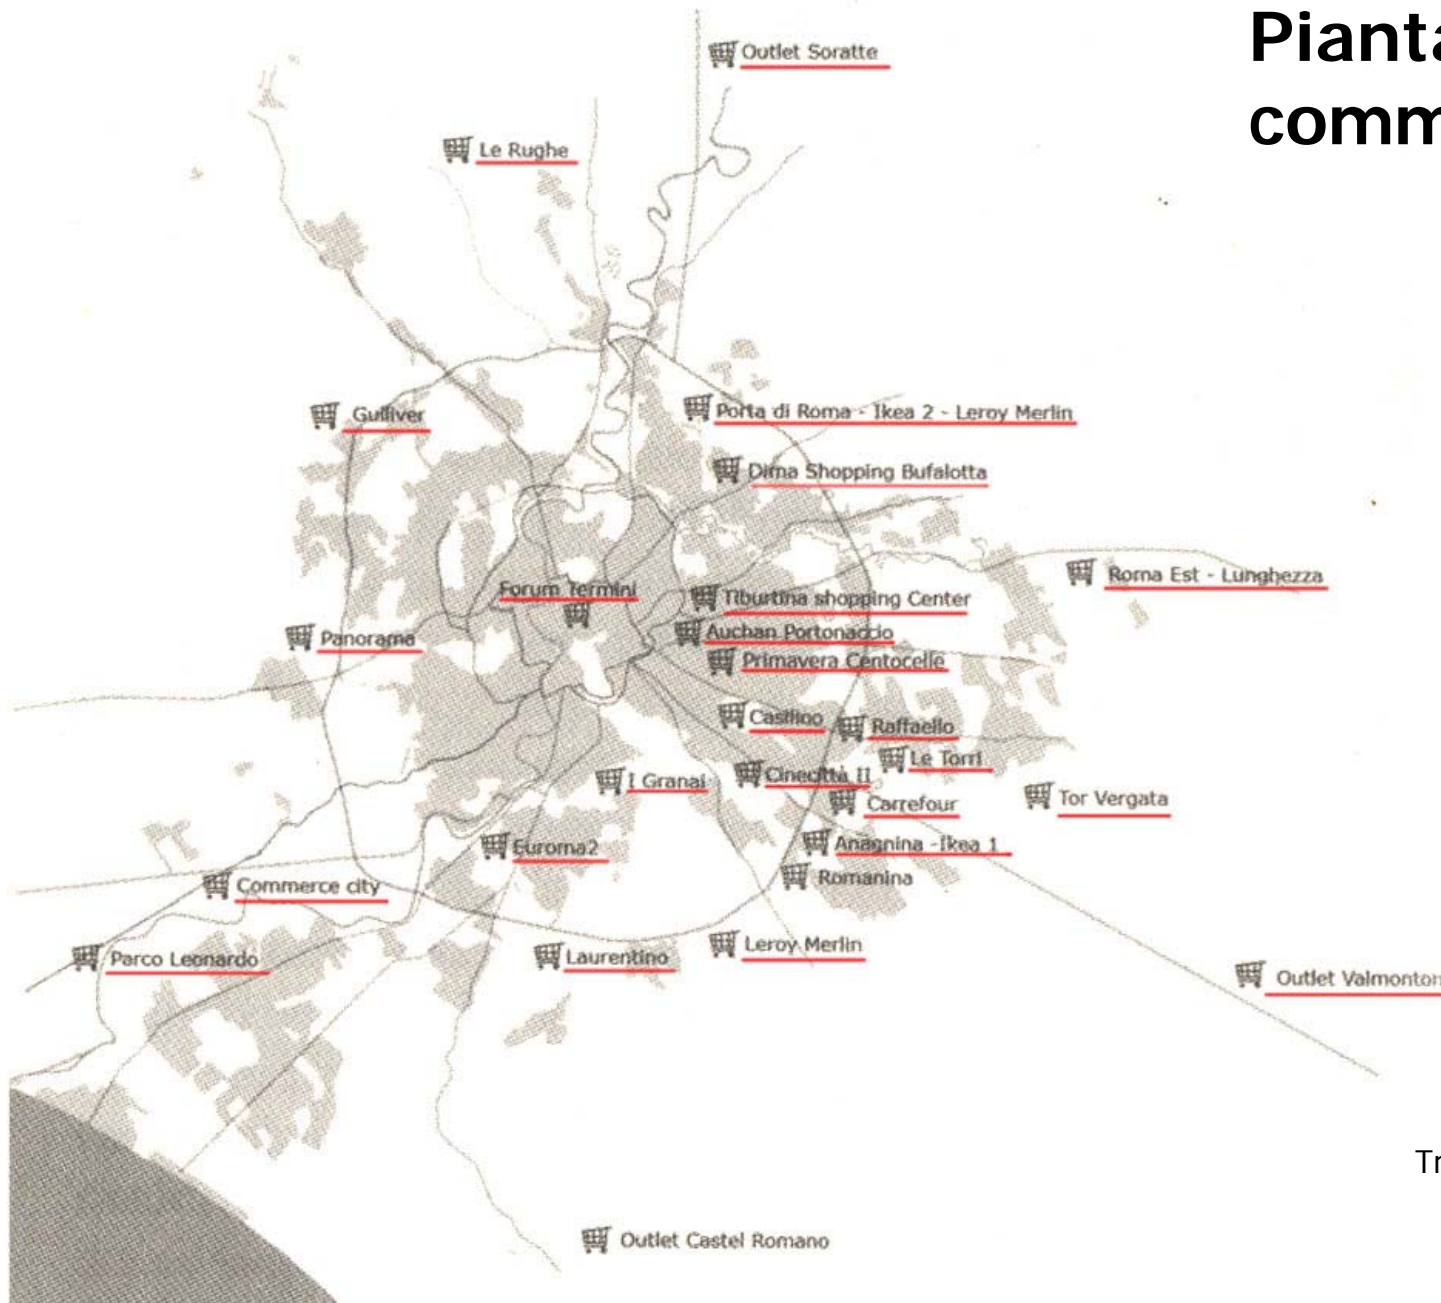 Pianta
comm
Outlet Soratte
Le Rughe
Gulliver
Porta di Roma - Ikea 2 - Leroy Merlin
Dima Shopping Bufalotta
Roma Est - Lunghezza
Forum Termini
Tiburtina shopping Center
Auchan Portonaccio
Panorama
Primavera Centocelle
Casilino
Raffaello
Le Torri
I Granai
Cinecittà II
Carrefour
Tor Vergata
Euroma2
Anagnina -Ikea 1
Romanina
Commerce city
Parco Leonardo
Laurentino
Leroy Merlin
Outlet Valmonton
Tr
Outlet Castel Romano